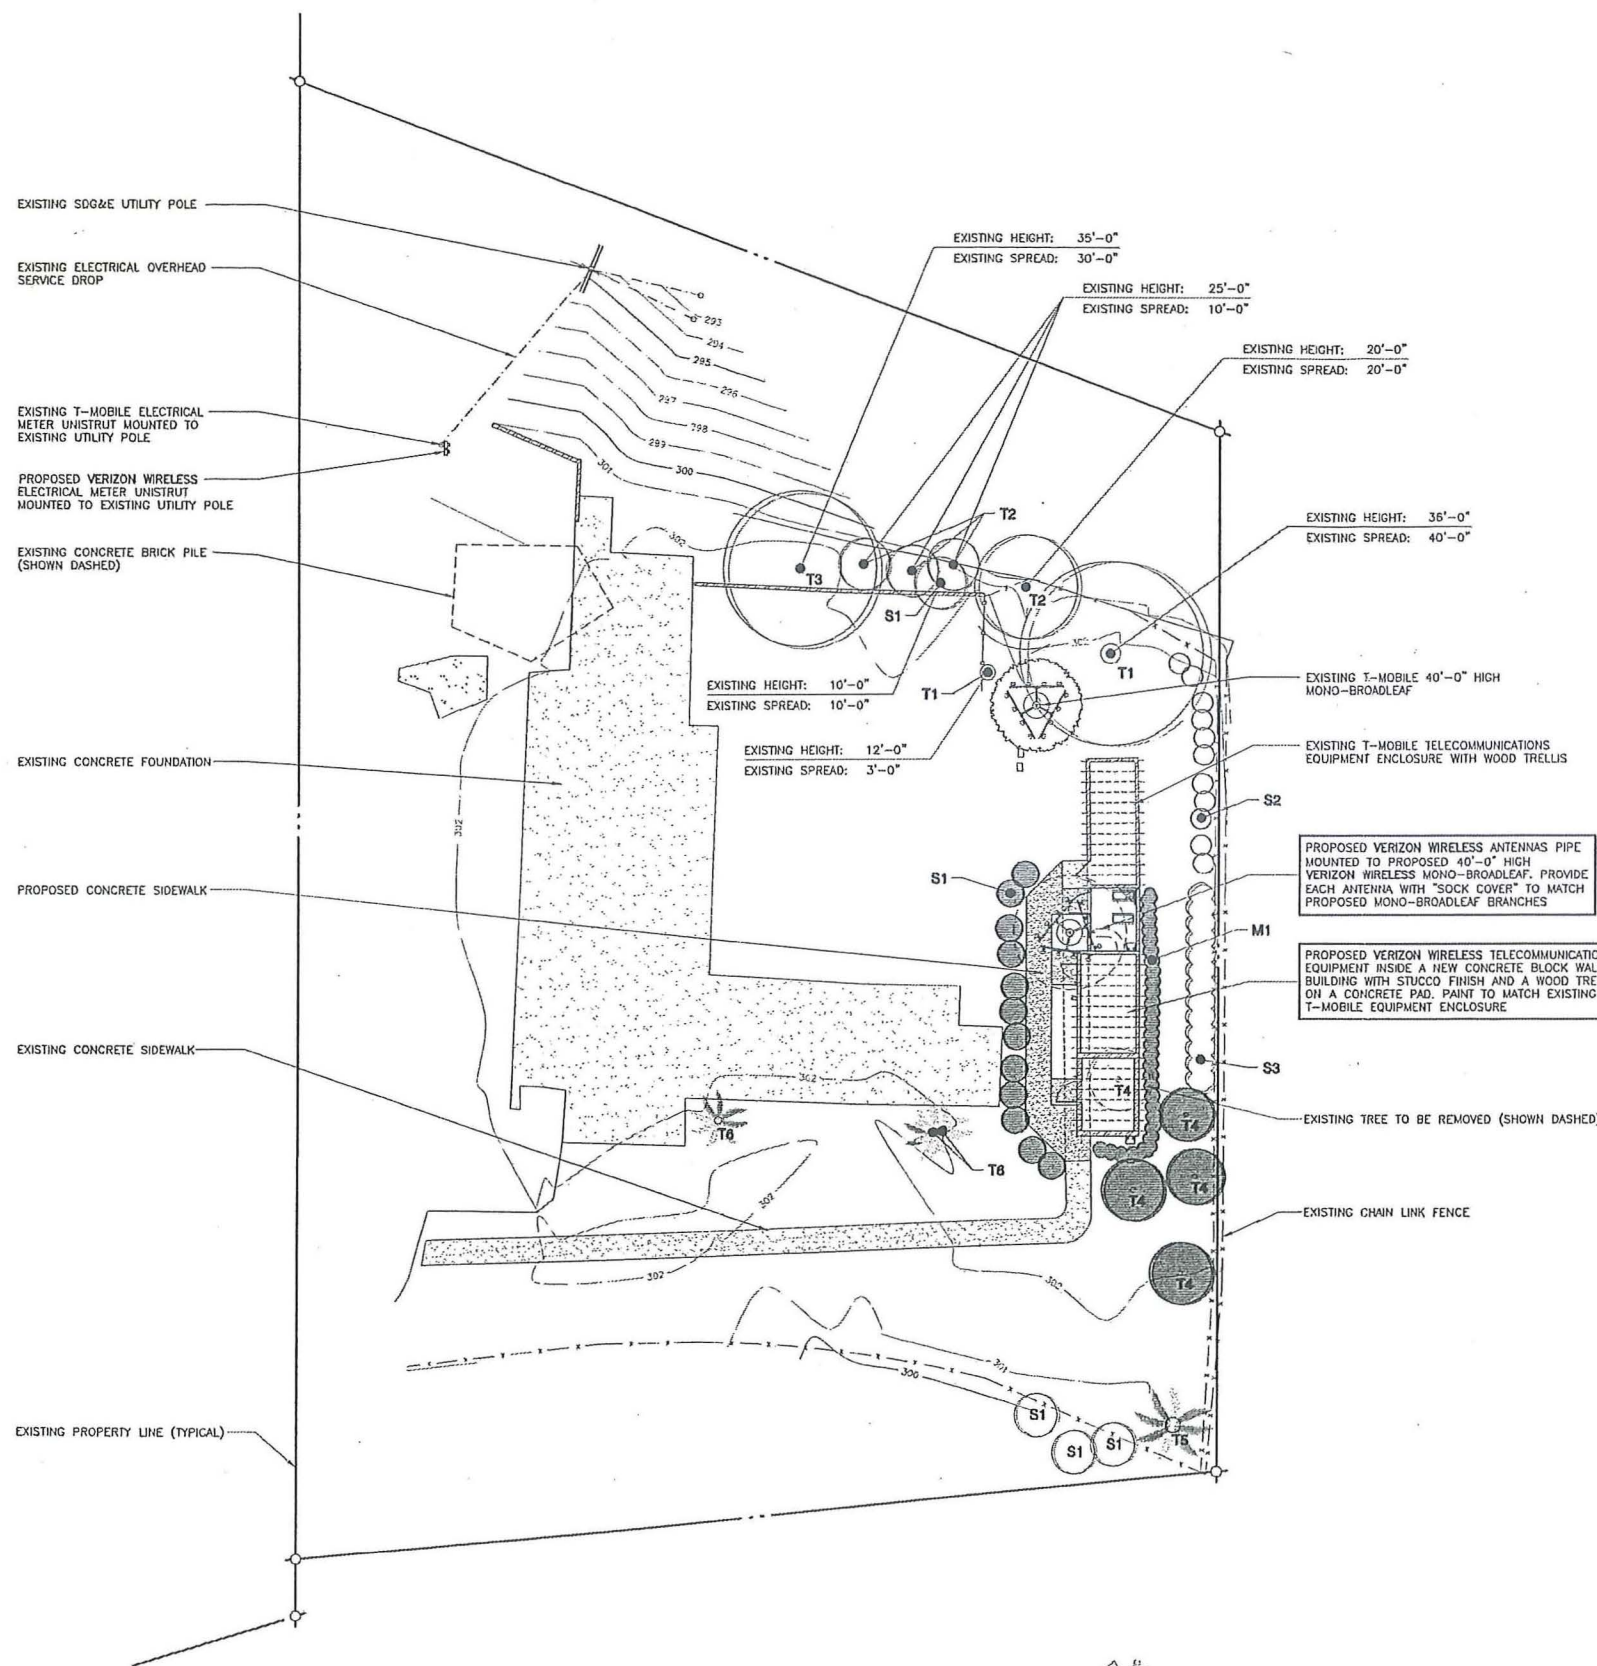 EXISTING SDG&E UTILITY POLE
EXISTING ELECTRICAL OVERHEAD
SERVICE DROP
EXISTING T-MOBILE ELECTRICAL
METER UNISTRUT MOUNTED TO
EXISTING UTILITY POLE
PROPOSED VERIZON WIRELESS
ELECTRICAL METER UNISTRUT
MOUNTED TO EXISTING UTILITY POLE
EXISTING CONCRETE BRICK PILE
(SHOWN DASHED)
EXISTING CONCRETE FOUNDATION
PROPOSED CONCRETE SIDEWALK
EXISTING CONCRETE SIDEWALK
EXISTING PROPERTY LINE (TYPICAL)
293
294
295
296
297
298
299
300
301
302
EXISTING HEIGHT: 35'-0"
EXISTING SPREAD: 30'-0"
EXISTING HEIGHT: 25'-0"
EXISTING SPREAD: 10'-0"
EXISTING HEIGHT: 20'-0"
EXISTING SPREAD: 20'-0"
EXISTING HEIGHT: 36'-0"
EXISTING SPREAD: 40'-0"
T2
T3
S1
T2
T1
T1
EXISTING HEIGHT: 10'-0"
EXISTING SPREAD: 10'-0"
EXISTING HEIGHT: 12'-0"
EXISTING SPREAD: 3'-0"
EXISTING T-MOBILE 40'-0" HIGH
MONO-BROADLEAF
EXISTING T-MOBILE TELECOMMUNICATIONS
EQUIPMENT ENCLOSURE WITH WOOD TRELLIS
S2
302
S1
PROPOSED VERIZON WIRELESS ANTENNAS PIPE
MOUNTED TO PROPOSED 40'-0" HIGH
VERIZON WIRELESS MONO-BROADLEAF. PROVIDE
EACH ANTENNA WITH "SOCK COVER" TO MATCH
PROPOSED MONO-BROADLEAF BRANCHES
M1
PROPOSED VERIZON WIRELESS TELECOMMUNICATIO
EQUIPMENT INSIDE A NEW CONCRETE BLOCK WAL
BUILDING WITH STUCCO FINISH AND A WOOD TRE
ON A CONCRETE PAD. PAINT TO MATCH EXISTING
T-MOBILE EQUIPMENT ENCLOSURE
S3
302
T4
EXISTING TREE TO BE REMOVED (SHOWN DASHED)
T6
T4
T6
T4
T4
302
EXISTING CHAIN LINK FENCE
302
302
T4
301
300
S1
S1
S1
T5